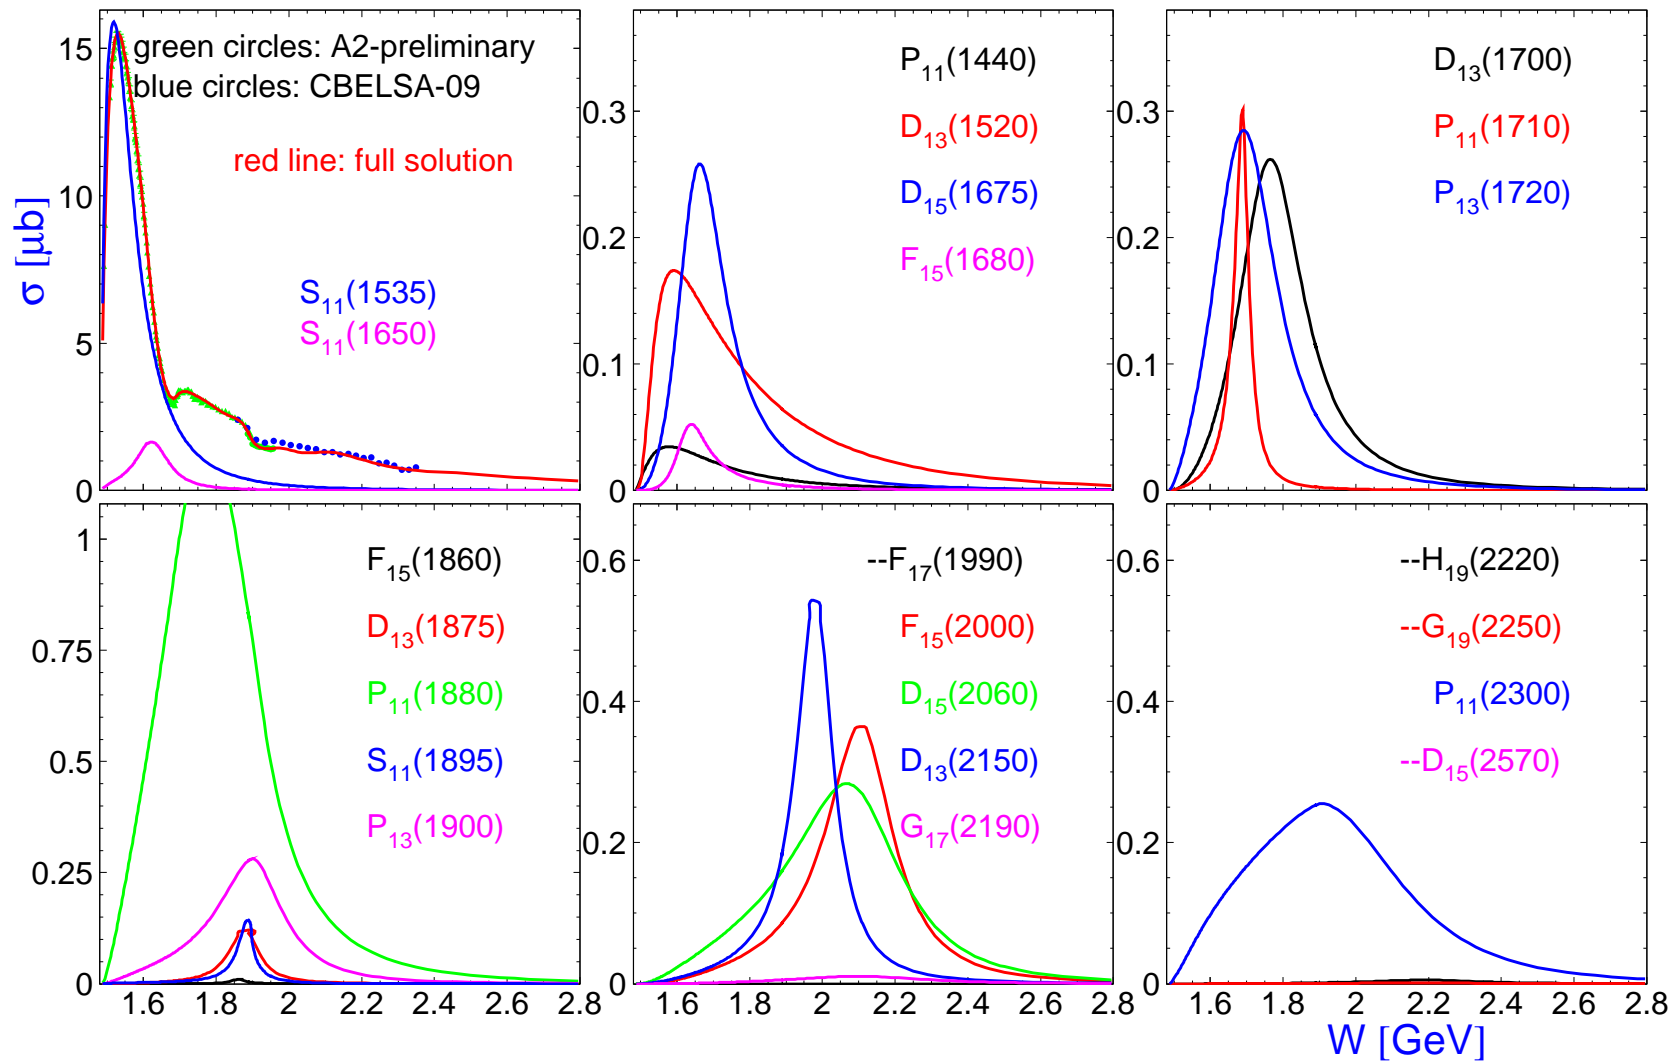 green circles: A2-preliminary
blue circles: CBELSA-09
red line: full solution
S11(1535)
S11(1650)
σ [μb]
15
10
5
0
P11(1440)
D13(1520)
D15(1675)
F15(1680)
0.3
0.2
0.1
0
D13(1700)
P11(1710)
P13(1720)
0.3
0.2
0.1
0
F15(1860)
D13(1875)
P11(1880)
S11(1895)
P13(1900)
1
0.75
0.5
0.25
0
1.6 1.8 2 2.2 2.4 2.6 2.8
--F17(1990)
F15(2000)
D15(2060)
D13(2150)
G17(2190)
0.6
0.4
0.2
0
1.6 1.8 2 2.2 2.4 2.6 2.8
--H19(2220)
--G19(2250)
P11(2300)
--D15(2570)
0.6
0.4
0.2
0
1.6 1.8 2 2.2 2.4 2.6 2.8
W [GeV]